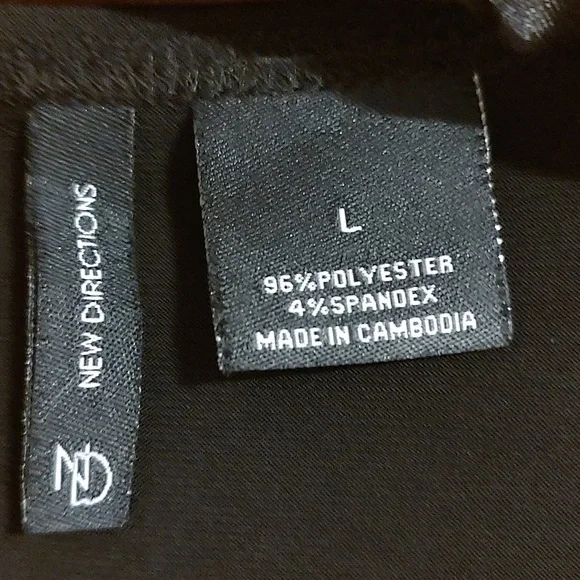 NEW DIRECTIONS
ND
L
96%POLYESTER
4%SPANDEX
MADE IN CAMBODIA